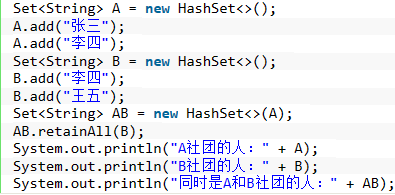 Set<String> A = new HashSet<>();
A.add("张三");
A.add("李四");
Set<String> B = new HashSet<>();
B.add("李四");
B.add("王五");
Set<String> AB = new HashSet<>(A);
AB.retainAll(B);
System.out.println("A社团的人：" + A);
System.out.println("B社团的人：" + B);
System.out.println("同时是A和B社团的人：" + AB);